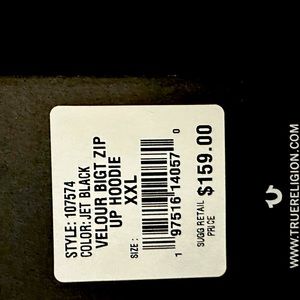 STYLE: 107574
COLOR:JET BLACK
VELOUR BIGT ZIP
UP HOODIE
SIZE: XXL
1 97516 14057 0
SUGG RETAIL
PRICE $159.00
WWW.TRUERELIGION.COM